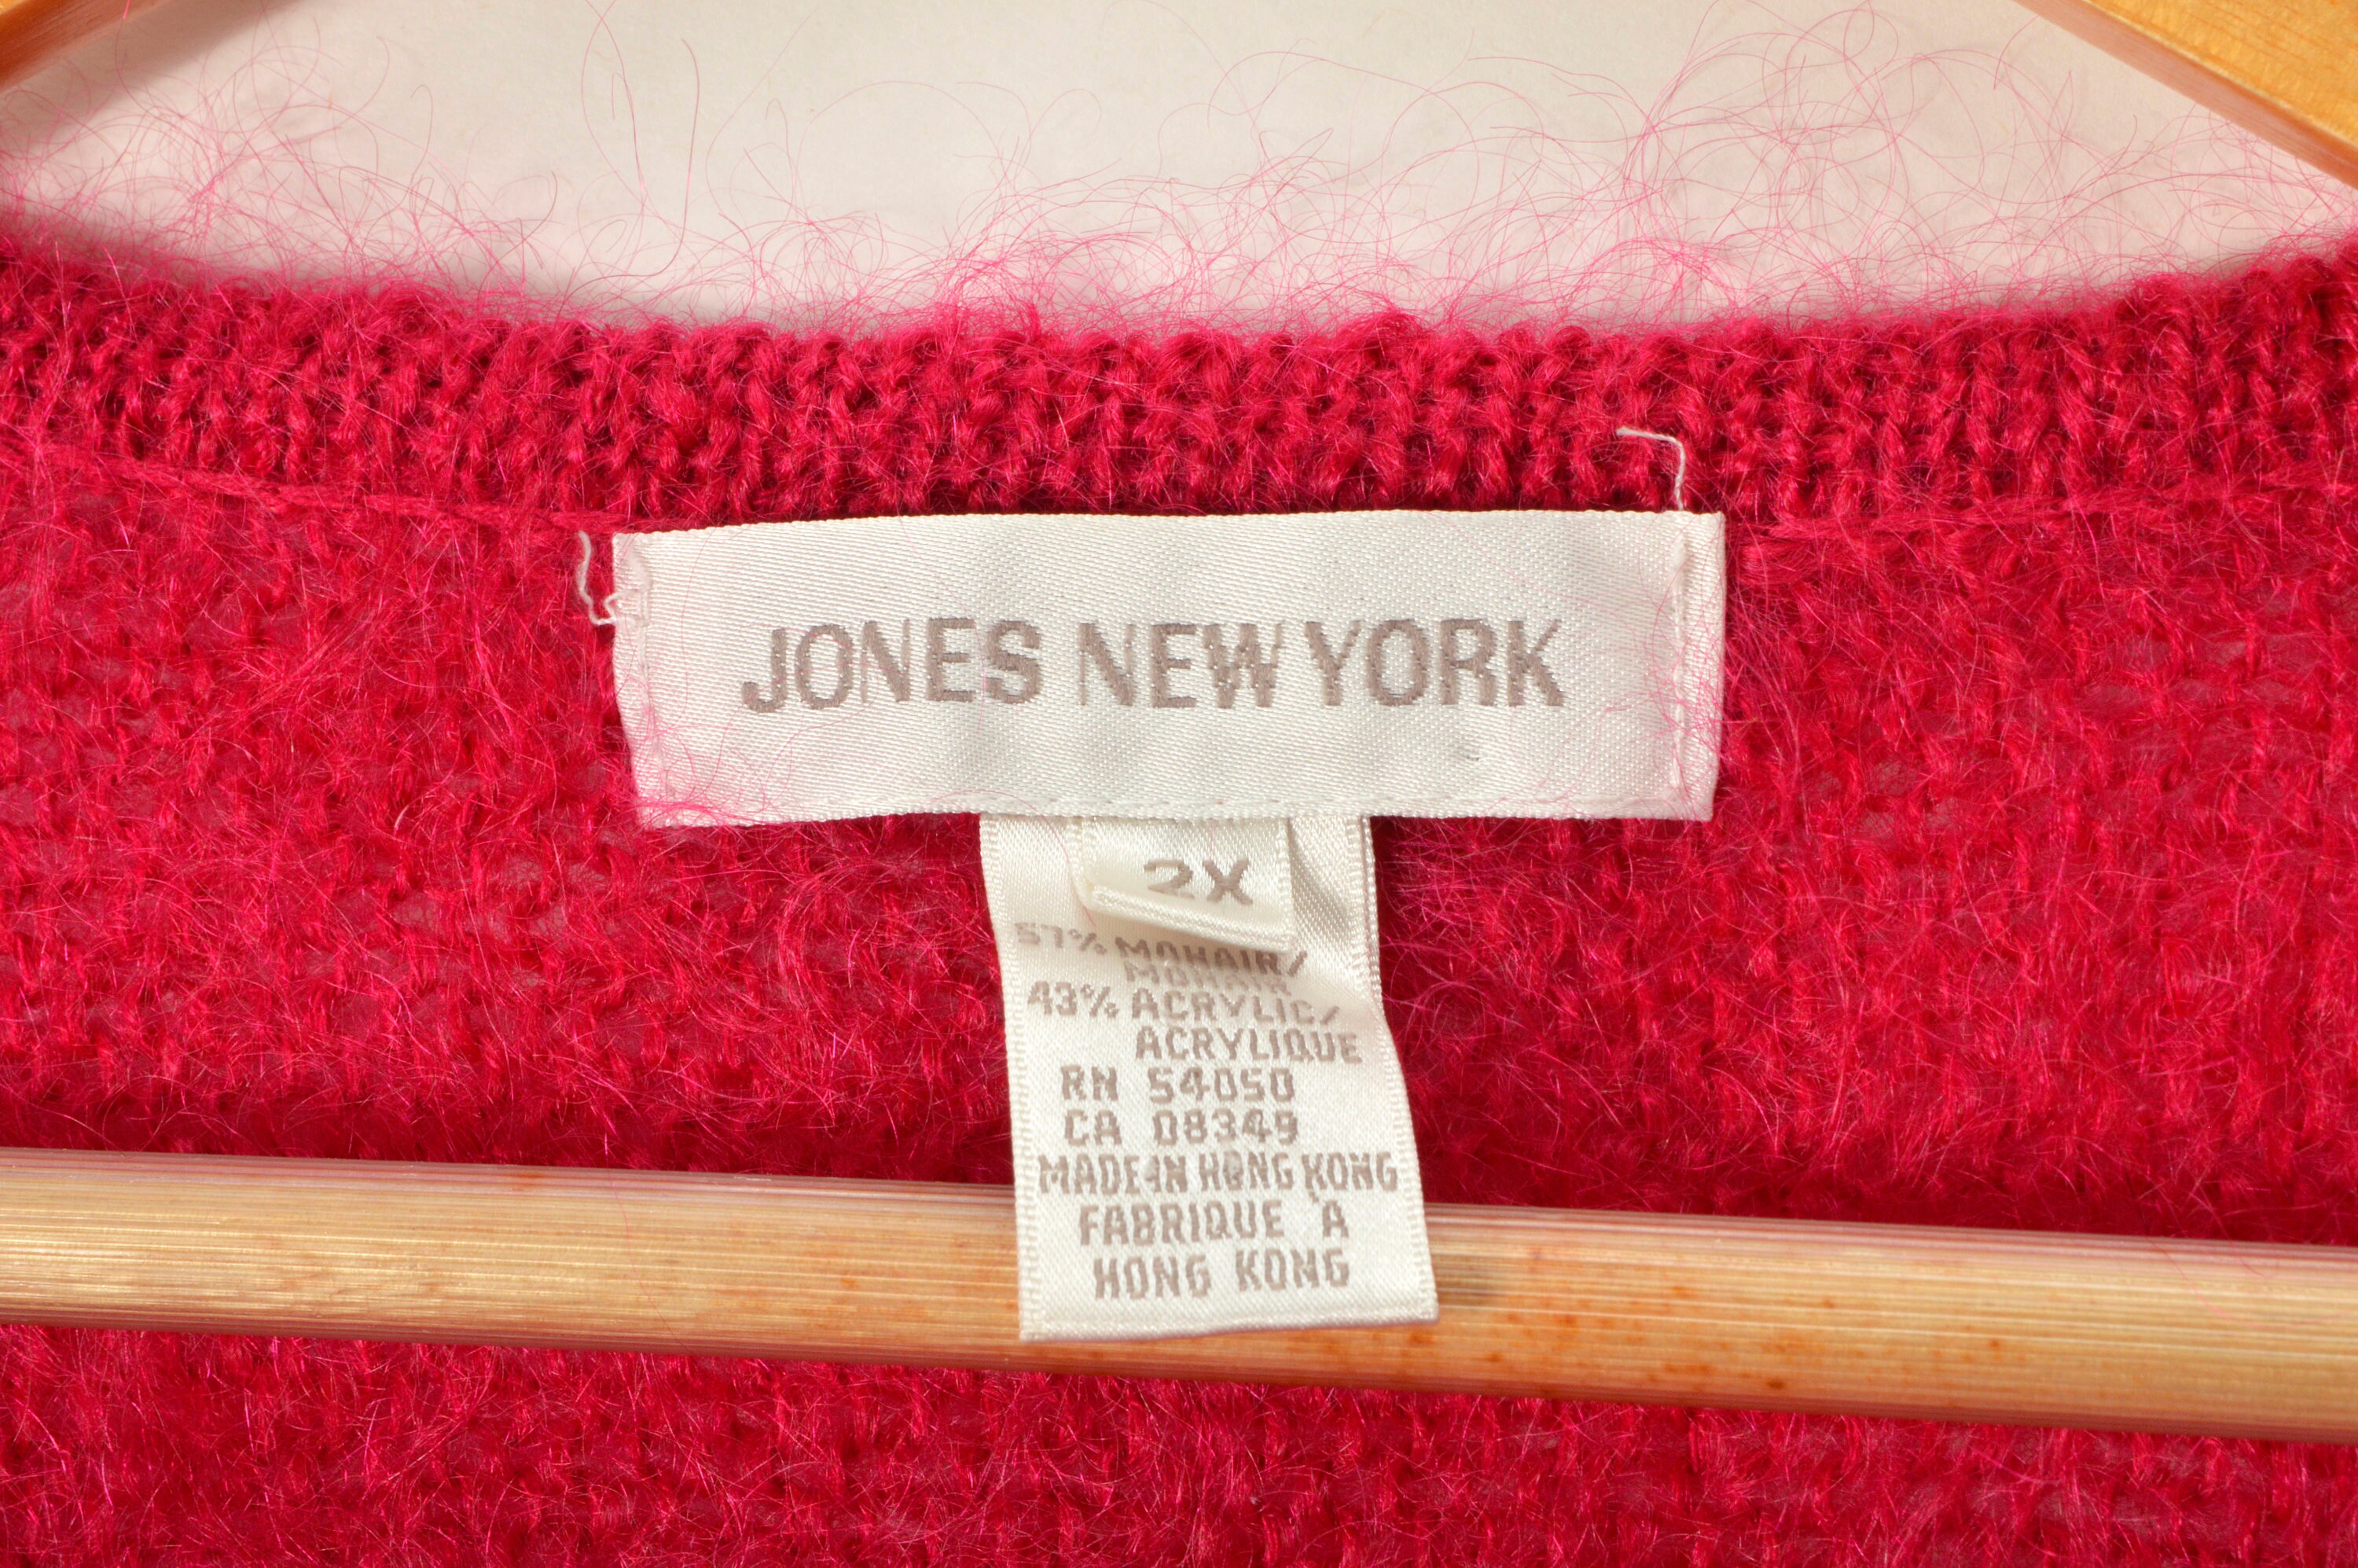 JONES NEW YORK
2X
57% MOHAIR/
MOHAIR
43% ACRYLIC/
ACRYLIQUE
RN 54050
CA 08349
MADE IN HONG KONG
FABRIQUE À
HONG KONG